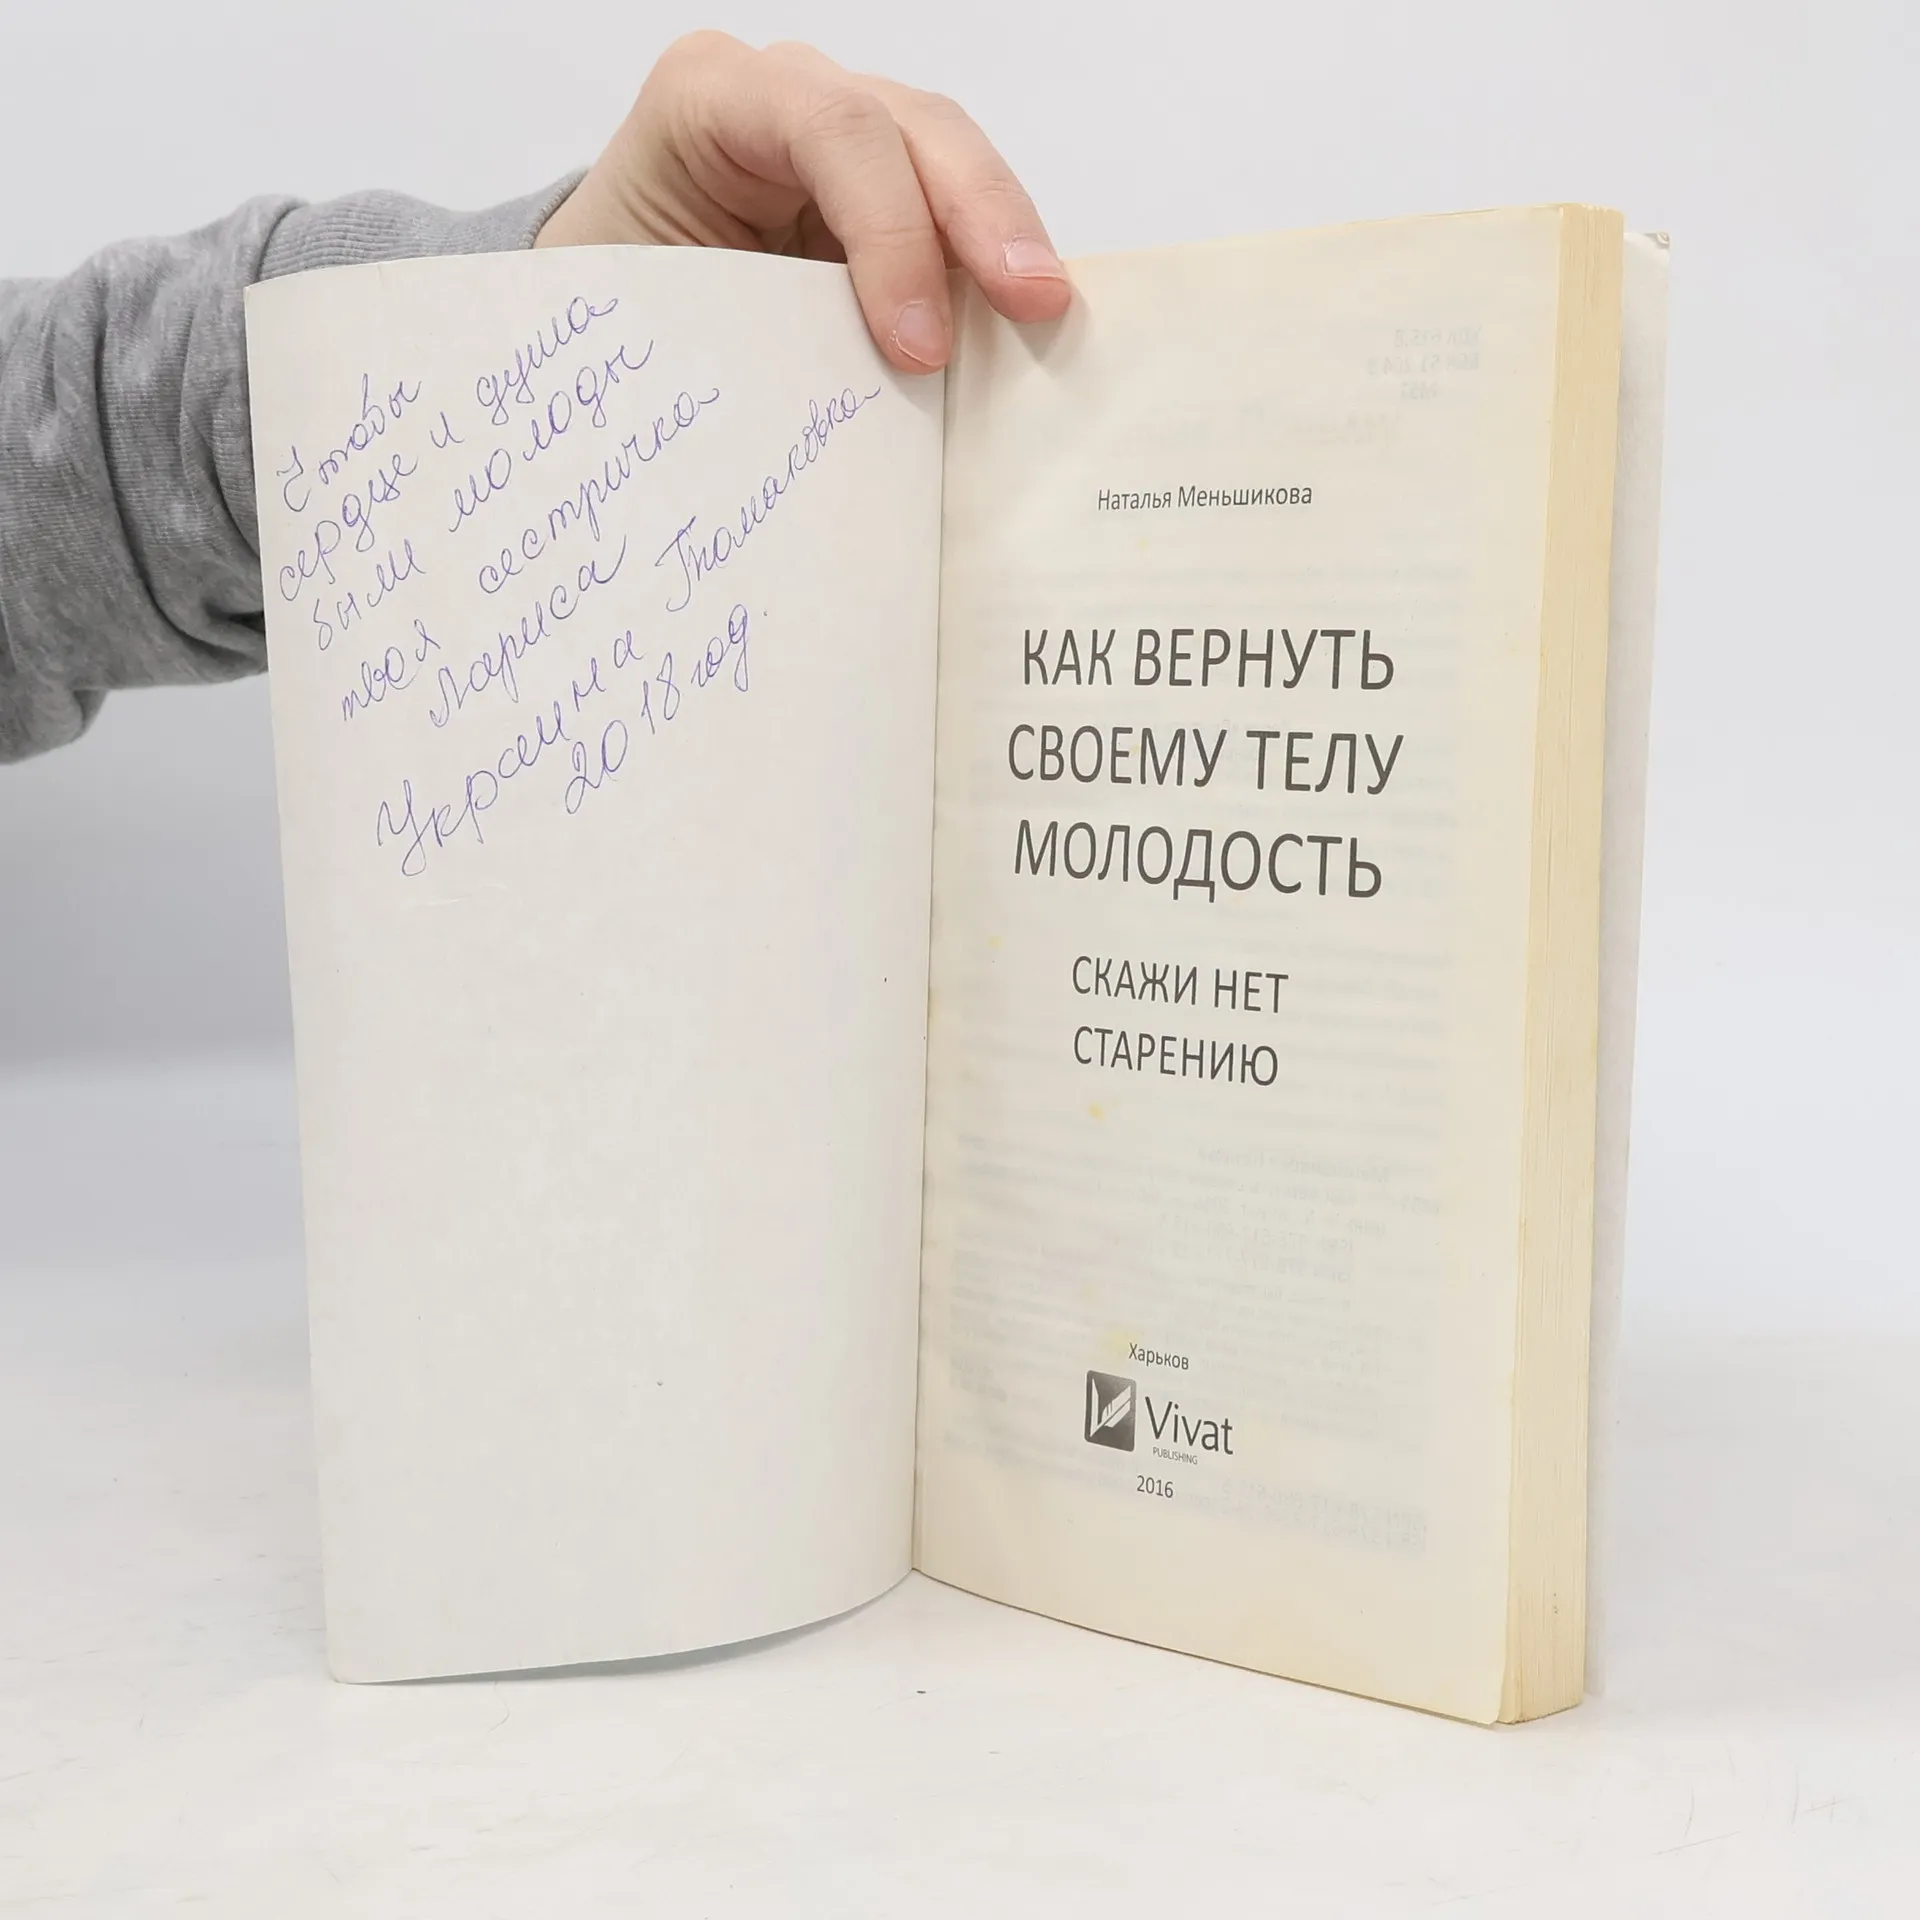 Чтобы
сердце и душа
были молоды
твоя сестричка
Лариса
Украина Томаковка
2018 год.
Наталья Меньшикова
КАК ВЕРНУТЬ
СВОЕМУ ТЕЛУ
МОЛОДОСТЬ
СКАЖИ НЕТ
СТАРЕНИЮ
Харьков
Vivat
PUBLISHING
2016